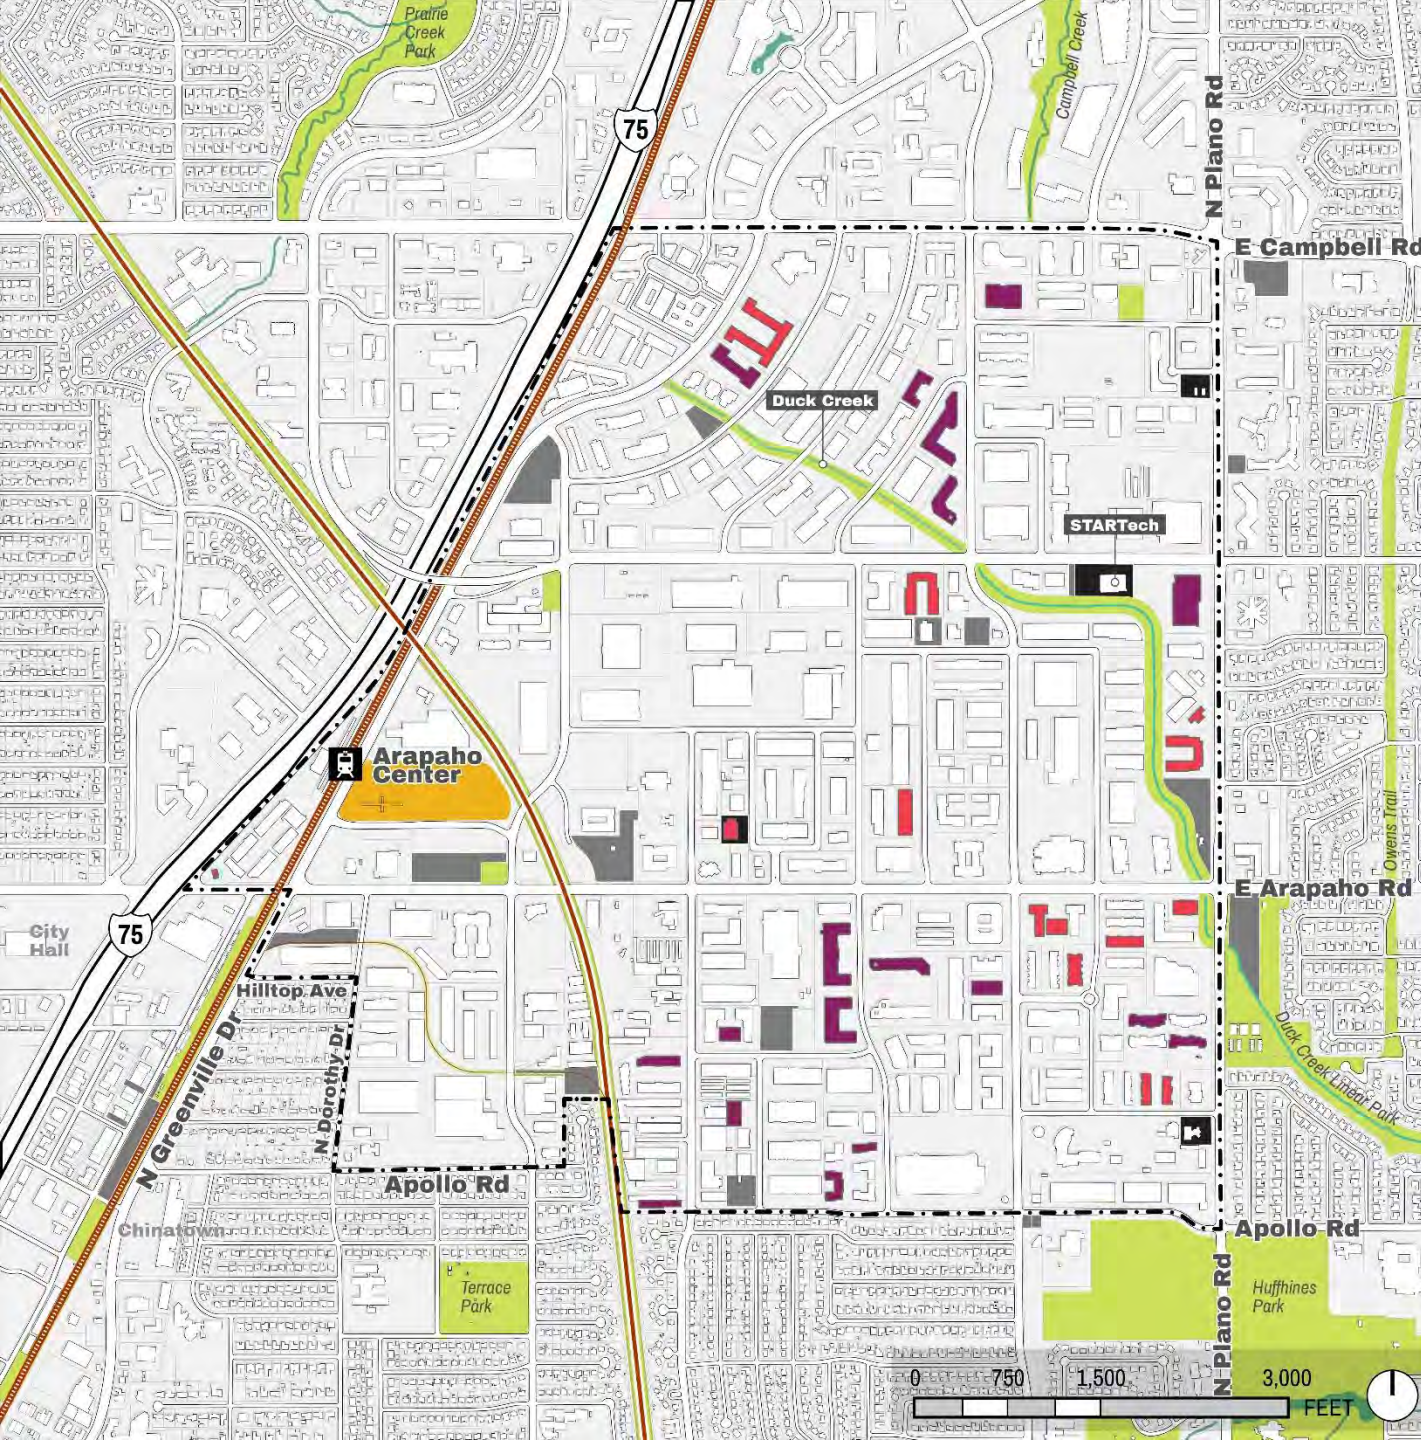 Prairie
Creek
Park
Campbell Creek
75
N Plano Rd
E Campbell Rd
Duck Creek
STARTech
Arapaho
Center
Owens Trail
E Arapaho Rd
City
Hall
75
Hilltop Ave
N Greenville Dr
N Dorothy Dr
Duck Creek Linear Park
Apollo Rd
Chinatown
Apollo Rd
Terrace
Park
Huffhines
Park
N Plano Rd
0 750 1,500 3,000
FEET